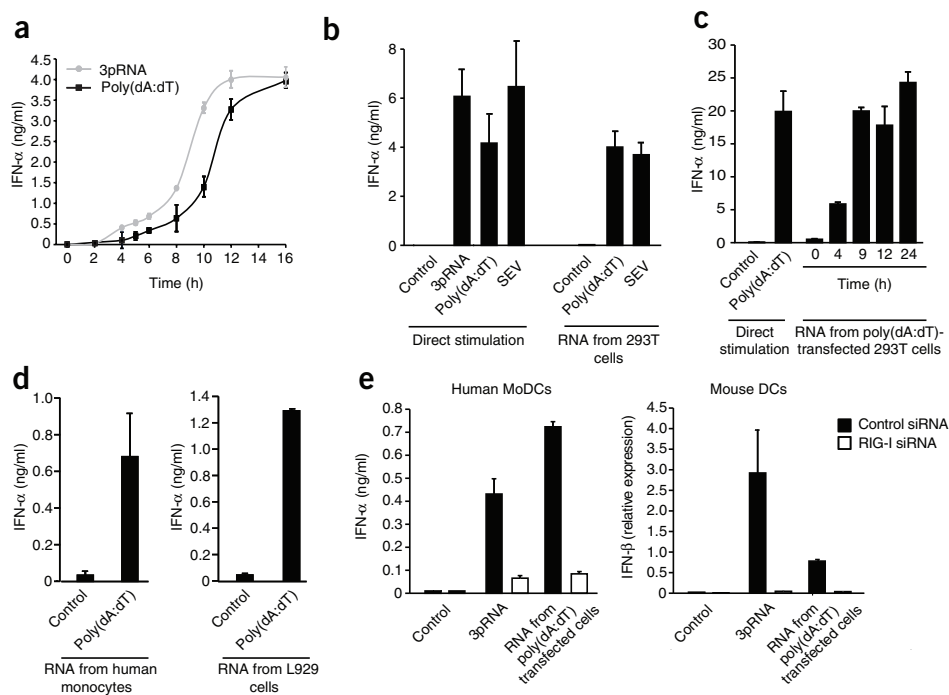 a
IFN-α (ng/ml)
4.5
4.0
3.5
3.0
2.5
2.0
1.5
1.0
0.5
0
3pRNA
Poly(dA:dT)
0 2 4 6 8 10 12 14 16
Time (h)
b
IFN-α (ng/ml)
8
6
4
2
0
Control
3pRNA
Poly(dA:dT)
SEV
Control
Poly(dA:dT)
SEV
Direct stimulation
RNA from 293T
cells
c
IFN-α (ng/ml)
30
25
20
15
10
5
0
Control
Poly(dA:dT)
0 4 9 12 24
Time (h)
Direct
stimulation
RNA from poly(dA:dT)-
transfected 293T cells
d
IFN-α (ng/ml)
1.0
0.8
0.6
0.4
0.2
0.0
Control
Poly(dA:dT)
RNA from human
monocytes
IFN-α (ng/ml)
1.4
1.2
1.0
0.8
0.6
0.4
0.2
0.0
Control
Poly(dA:dT)
RNA from L929
cells
e
Human MoDCs
IFN-α (ng/ml)
0.8
0.7
0.6
0.5
0.4
0.3
0.2
0.1
0
Control
3pRNA
RNA from
poly(dA:dT)
transfected cells
Mouse DCs
IFN-β (relative expression)
4.5
4.0
3.5
3.0
2.5
2.0
1.5
1.0
0.5
0
Control
3pRNA
RNA from
poly(dA:dT)
transfected cells
Control siRNA
RIG-I siRNA